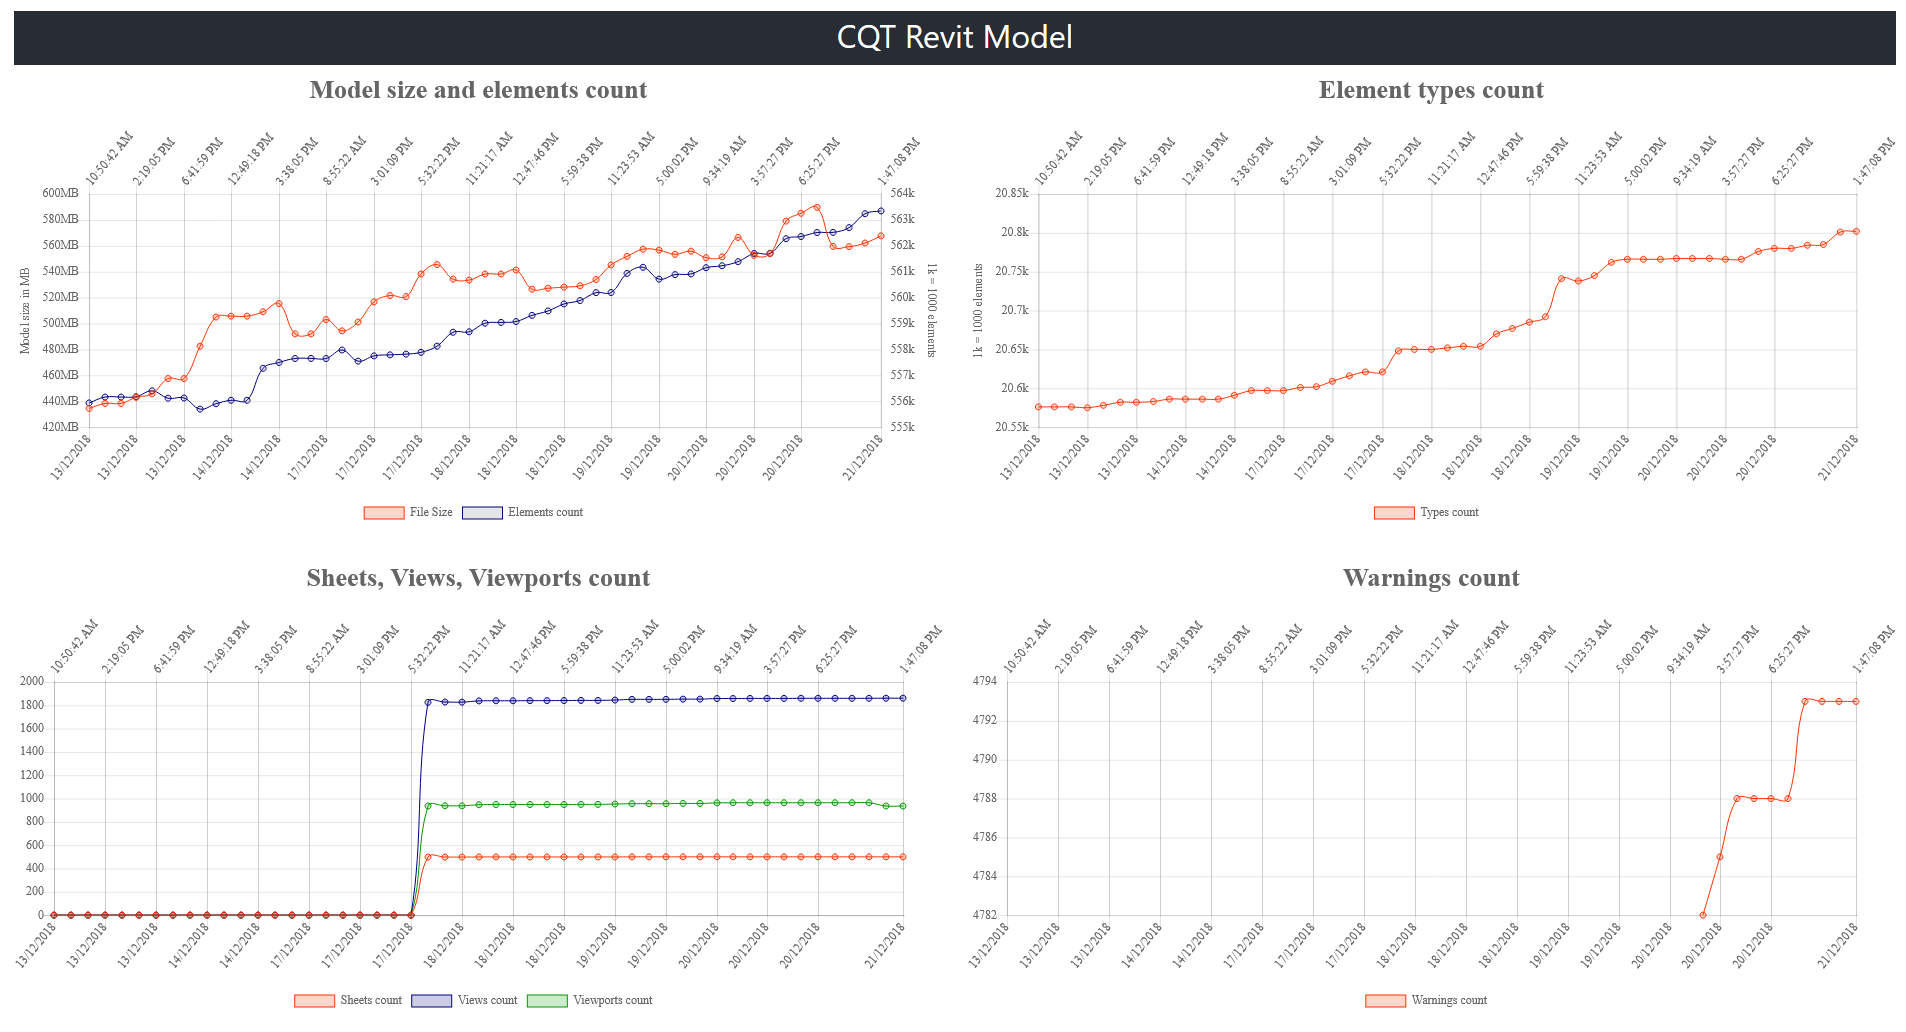 CQT Revit Model
Model size and elements count
10:50:42 AM 2:19:05 PM 6:41:59 PM 12:49:18 PM 3:38:05 PM 8:55:22 AM 3:01:09 PM 5:32:22 PM 11:21:17 AM 12:47:46 PM 5:59:38 PM 11:23:53 AM 5:00:02 PM 9:34:19 AM 3:57:27 PM 6:25:27 PM 1:47:08 PM
600MB 564k
580MB 563k
560MB 562k
540MB 561k
520MB 560k
500MB 559k
480MB 558k
460MB 557k
440MB 556k
420MB 555k
Model size in MB
1k = 1000 elements
13/12/2018 13/12/2018 13/12/2018 14/12/2018 14/12/2018 17/12/2018 17/12/2018 17/12/2018 18/12/2018 18/12/2018 18/12/2018 19/12/2018 19/12/2018 20/12/2018 20/12/2018 20/12/2018 21/12/2018
File Size Elements count
Element types count
10:50:42 AM 2:19:05 PM 6:41:59 PM 12:49:18 PM 3:38:05 PM 8:55:22 AM 3:01:09 PM 5:32:22 PM 11:21:17 AM 12:47:46 PM 5:59:38 PM 11:23:53 AM 5:00:02 PM 9:34:19 AM 3:57:27 PM 6:25:27 PM 1:47:08 PM
20.85k
20.8k
20.75k
20.7k
20.65k
20.6k
20.55k
1k = 1000 elements
13/12/2018 13/12/2018 13/12/2018 14/12/2018 14/12/2018 17/12/2018 17/12/2018 17/12/2018 18/12/2018 18/12/2018 18/12/2018 19/12/2018 19/12/2018 20/12/2018 20/12/2018 20/12/2018 21/12/2018
Types count
Sheets, Views, Viewports count
10:50:42 AM 2:19:05 PM 6:41:59 PM 12:49:18 PM 3:38:05 PM 8:55:22 AM 3:01:09 PM 5:32:22 PM 11:21:17 AM 12:47:46 PM 5:59:38 PM 11:23:53 AM 5:00:02 PM 9:34:19 AM 3:57:27 PM 6:25:27 PM 1:47:08 PM
2000
1800
1600
1400
1200
1000
800
600
400
200
0
13/12/2018 13/12/2018 13/12/2018 14/12/2018 14/12/2018 17/12/2018 17/12/2018 17/12/2018 18/12/2018 18/12/2018 18/12/2018 19/12/2018 19/12/2018 20/12/2018 20/12/2018 20/12/2018 21/12/2018
Sheets count Views count Viewports count
Warnings count
10:50:42 AM 2:19:05 PM 6:41:59 PM 12:49:18 PM 3:38:05 PM 8:55:22 AM 3:01:09 PM 5:32:22 PM 11:21:17 AM 12:47:46 PM 5:59:38 PM 11:23:53 AM 5:00:02 PM 9:34:19 AM 3:57:27 PM 6:25:27 PM 1:47:08 PM
4794
4792
4790
4788
4786
4784
4782
13/12/2018 13/12/2018 13/12/2018 14/12/2018 14/12/2018 17/12/2018 17/12/2018 17/12/2018 18/12/2018 18/12/2018 18/12/2018 19/12/2018 19/12/2018 20/12/2018 20/12/2018 20/12/2018 21/12/2018
Warnings count